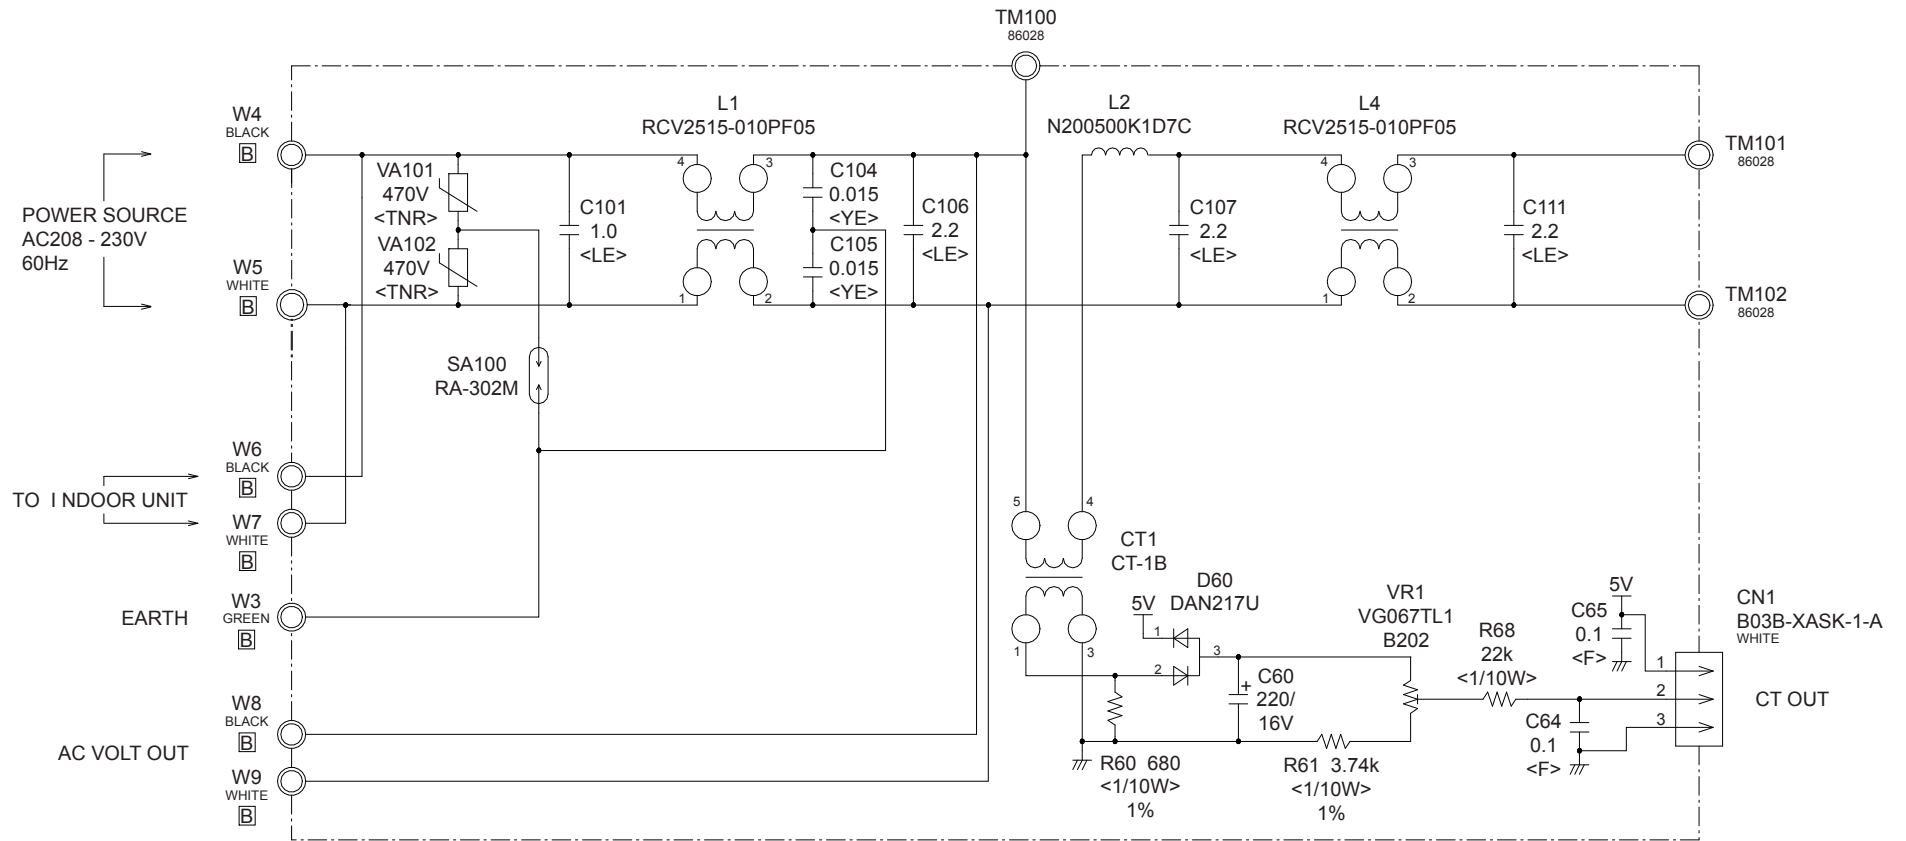 TM100
86028
W4
BLACK
B
POWER SOURCE
AC208 - 230V
60Hz
W5
WHITE
B
VA101
470V
<TNR>
VA102
470V
<TNR>
C101
1.0
<LE>
L1
RCV2515-010PF05
4
3
1
2
C104
0.015
<YE>
C105
0.015
<YE>
C106
2.2
<LE>
L2
N200500K1D7C
C107
2.2
<LE>
L4
RCV2515-010PF05
4
3
1
2
C111
2.2
<LE>
TM101
86028
TM102
86028
SA100
RA-302M
W6
BLACK
B
TO I NDOOR UNIT
W7
WHITE
B
EARTH
W3
GREEN
B
W8
BLACK
B
AC VOLT OUT
W9
WHITE
B
5
4
CT1
CT-1B
1
3
5V
D60
DAN217U
1
2
3
R60 680
<1/10W>
1%
+
C60
220/
16V
R61 3.74k
<1/10W>
1%
VR1
VG067TL1
B202
R68
22k
<1/10W>
5V
C65
0.1
<F>
C64
0.1
<F>
1
2
3
CN1
B03B-XASK-1-A
WHITE
CT OUT